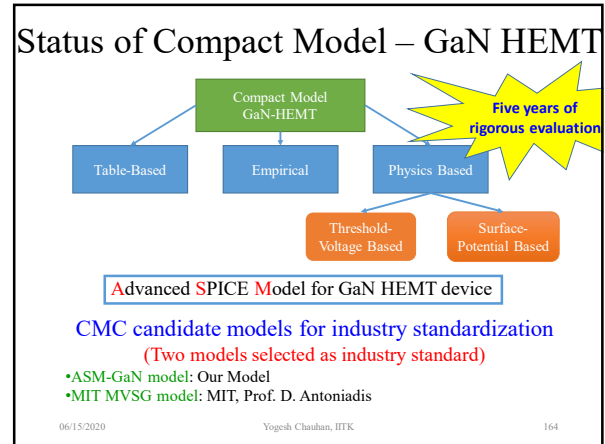 Status of Compact Model – GaN HEMT
Compact Model
GaN-HEMT
Five years of
rigorous evaluation
Table-Based
Empirical
Physics Based
Threshold-
Voltage Based
Surface-
Potential Based
Advanced SPICE Model for GaN HEMT device
CMC candidate models for industry standardization
(Two models selected as industry standard)
•ASM-GaN model: Our Model
•MIT MVSG model: MIT, Prof. D. Antoniadis
06/15/2020
Yogesh Chauhan, IITK
164